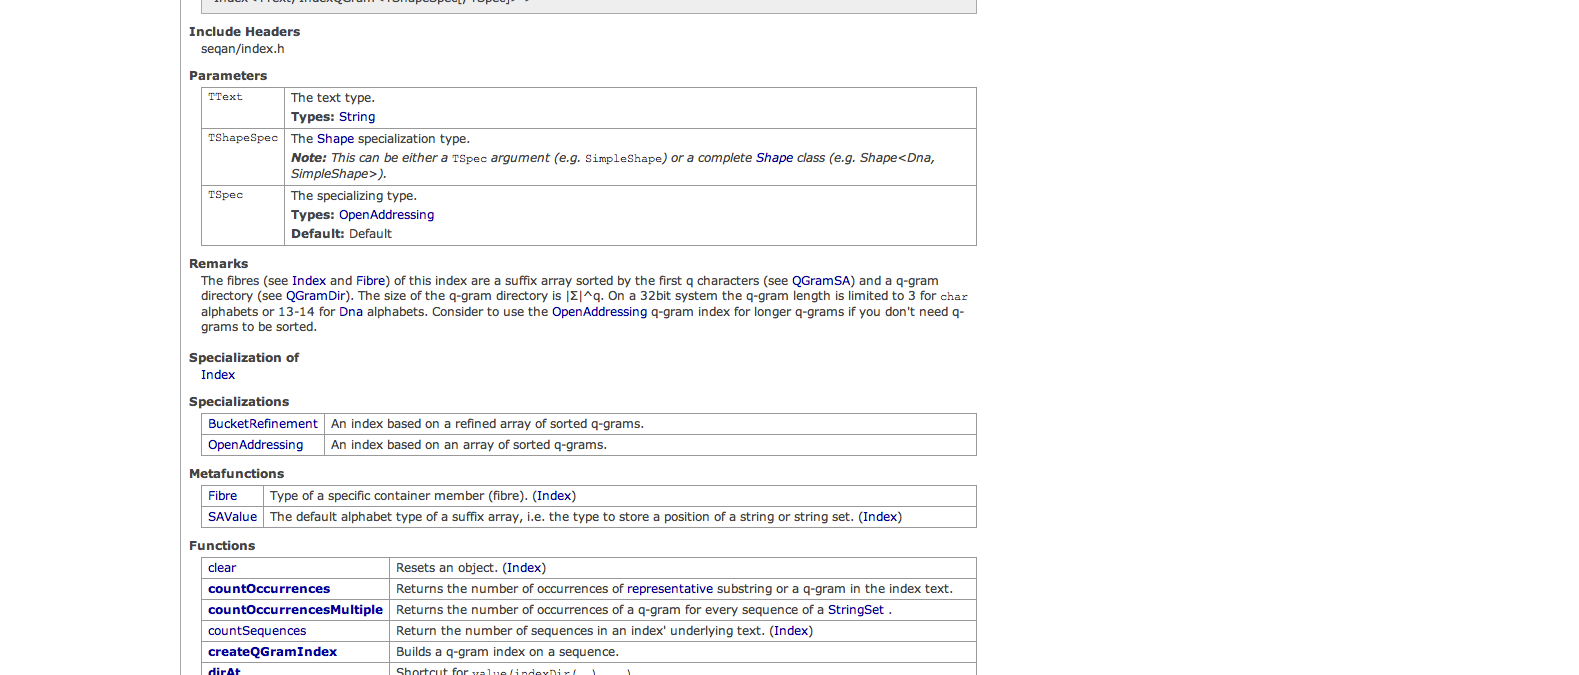 Index<TText, IndexQGram<TShapeSpec[, TSpec]> >
Include Headers
seqan/index.h
Parameters
TText The text type.
Types: String
TShapeSpec The Shape specialization type.
Note: This can be either a TSpec argument (e.g. SimpleShape) or a complete Shape class (e.g. Shape<Dna,
SimpleShape>).
TSpec The specializing type.
Types: OpenAddressing
Default: Default
Remarks
The fibres (see Index and Fibre) of this index are a suffix array sorted by the first q characters (see QGramSA) and a q-gram
directory (see QGramDir). The size of the q-gram directory is |Σ|^q. On a 32bit system the q-gram length is limited to 3 for char
alphabets or 13-14 for Dna alphabets. Consider to use the OpenAddressing q-gram index for longer q-grams if you don't need q-
grams to be sorted.
Specialization of
Index
Specializations
BucketRefinement An index based on a refined array of sorted q-grams.
OpenAddressing An index based on an array of sorted q-grams.
Metafunctions
Fibre Type of a specific container member (fibre). (Index)
SAValue The default alphabet type of a suffix array, i.e. the type to store a position of a string or string set. (Index)
Functions
clear Resets an object. (Index)
countOccurrences Returns the number of occurrences of representative substring or a q-gram in the index text.
countOccurrencesMultiple Returns the number of occurrences of a q-gram for every sequence of a StringSet .
countSequences Return the number of sequences in an index' underlying text. (Index)
createQGramIndex Builds a q-gram index on a sequence.
dirAt Shortcut for value(indexDir(..), ..)